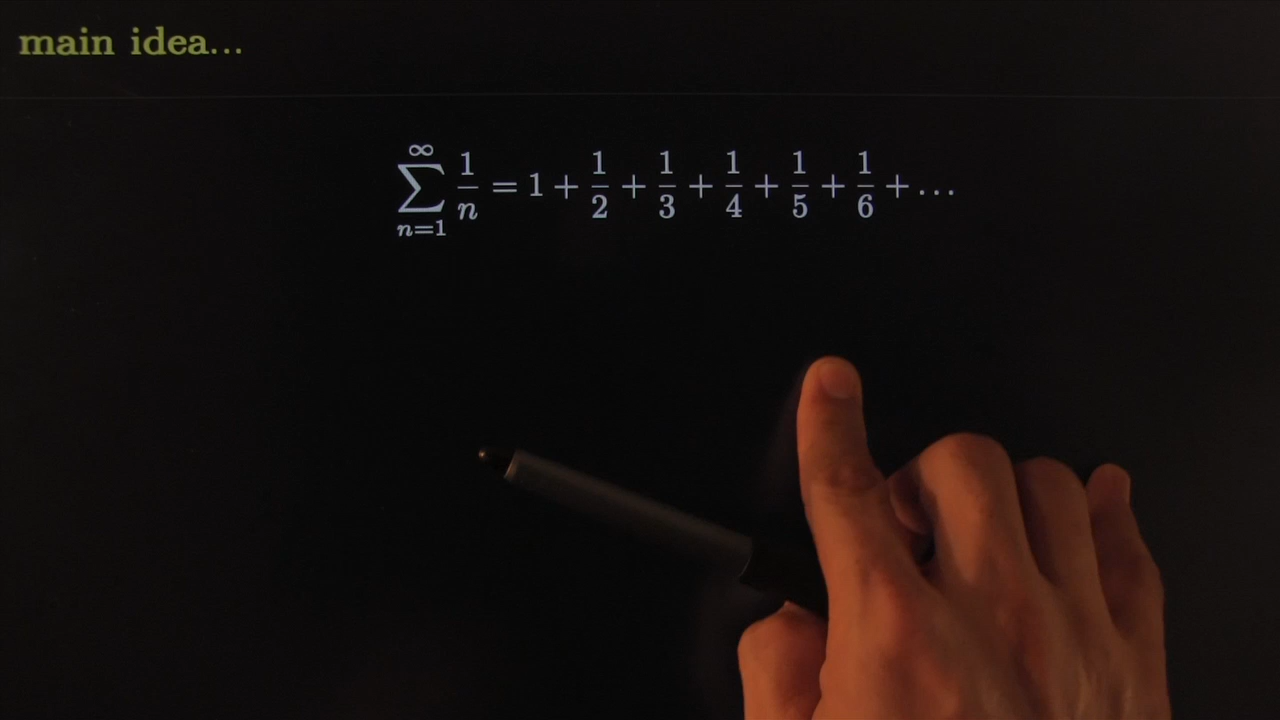 main idea...
∞
∑ 1/n = 1 + 1/2 + 1/3 + 1/4 + 1/5 + 1/6 + ...
n=1